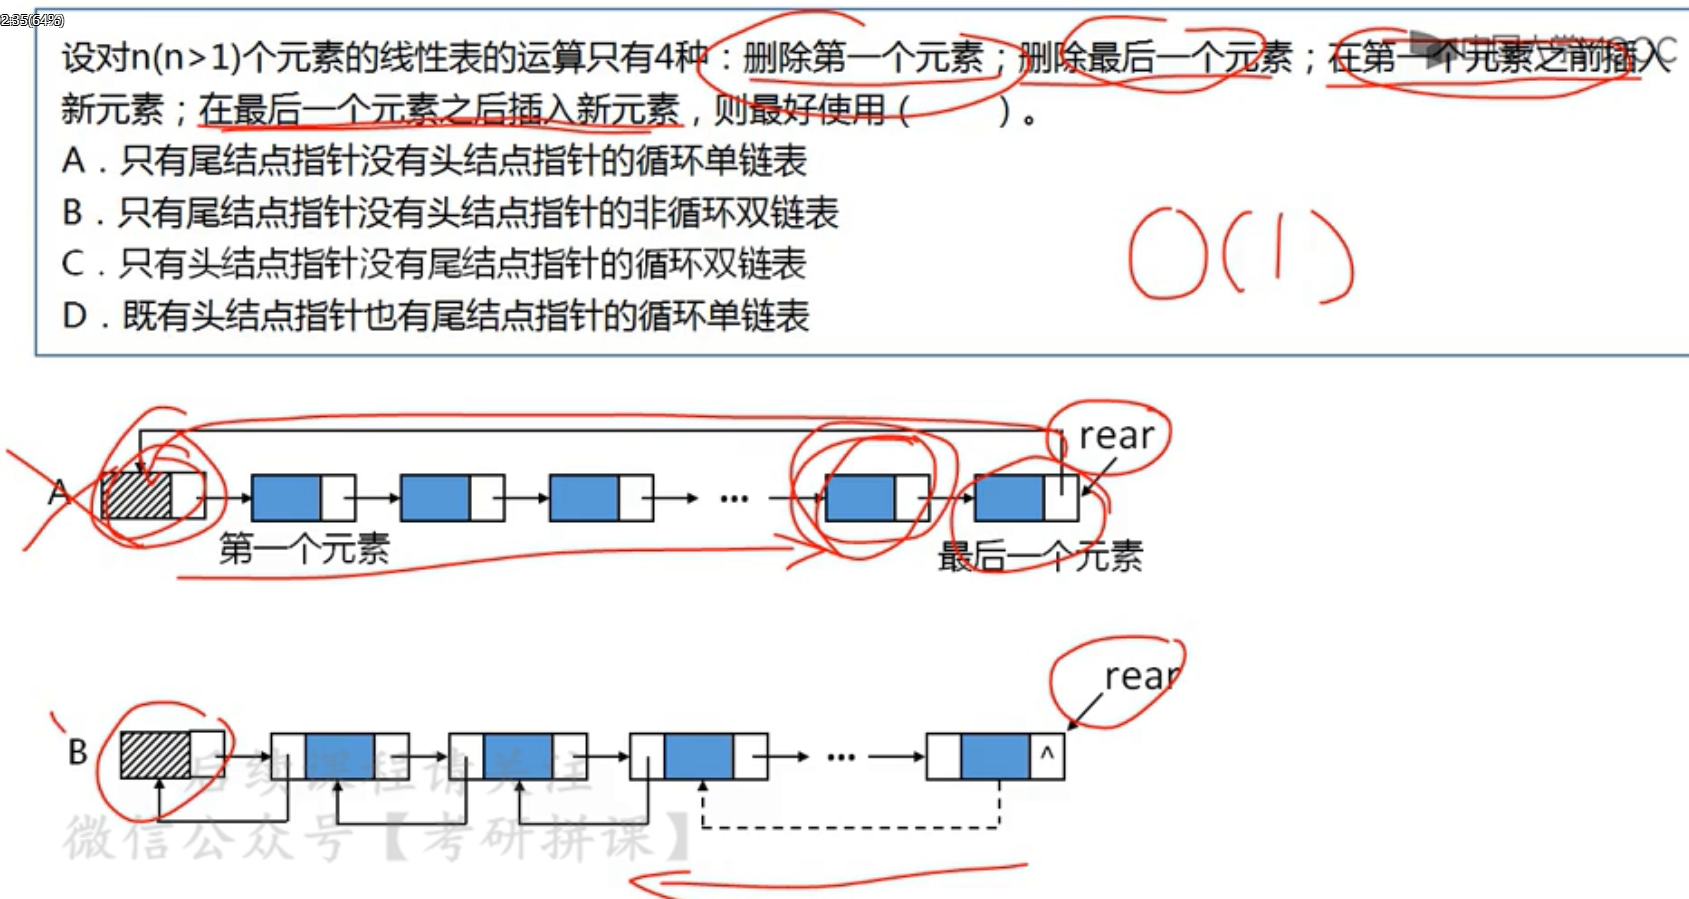 2:35(64%)
设对n(n>1)个元素的线性表的运算只有4种：删除第一个元素；删除最后一个元素；在第一个元素之前插入
新元素；在最后一个元素之后插入新元素，则最好使用（　　）。
A．只有尾结点指针没有头结点指针的循环单链表
B．只有尾结点指针没有头结点指针的非循环双链表
C．只有头结点指针没有尾结点指针的循环双链表
D．既有头结点指针也有尾结点指针的循环单链表
O(1)
rear
A
...
第一个元素
最后一个元素
rear
B
...
^
后续课程请关注
微信公众号【考研拼课】